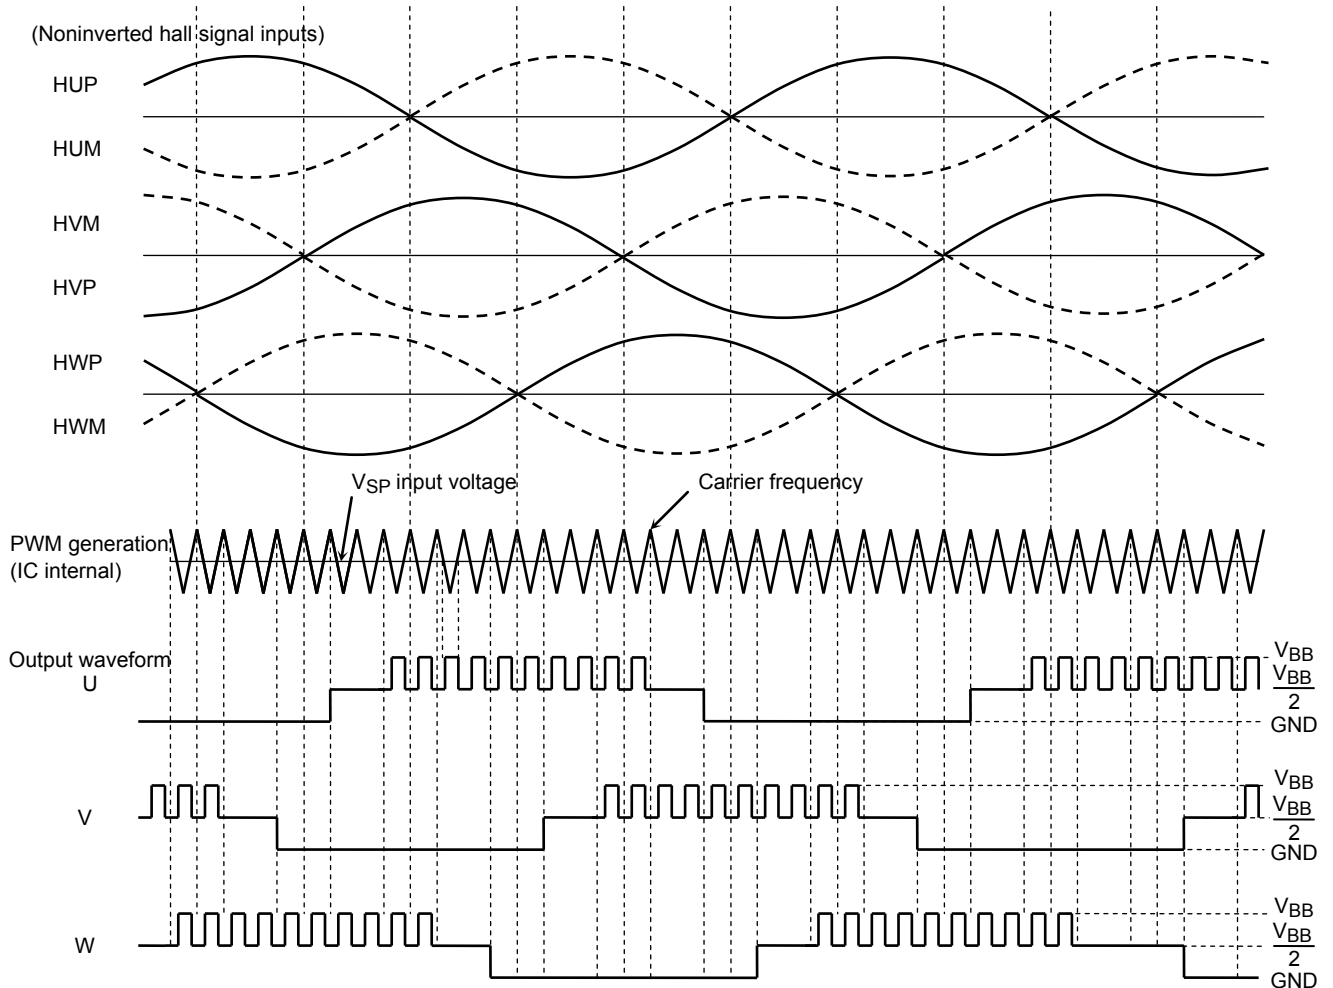 (Noninverted hall signal inputs)
HUP
HUM
HVM
HVP
HWP
HWM
VSP input voltage
Carrier frequency
PWM generation
(IC internal)
Output waveform
U
VBB
VBB
2
GND
V
VBB
VBB
2
GND
W
VBB
VBB
2
GND